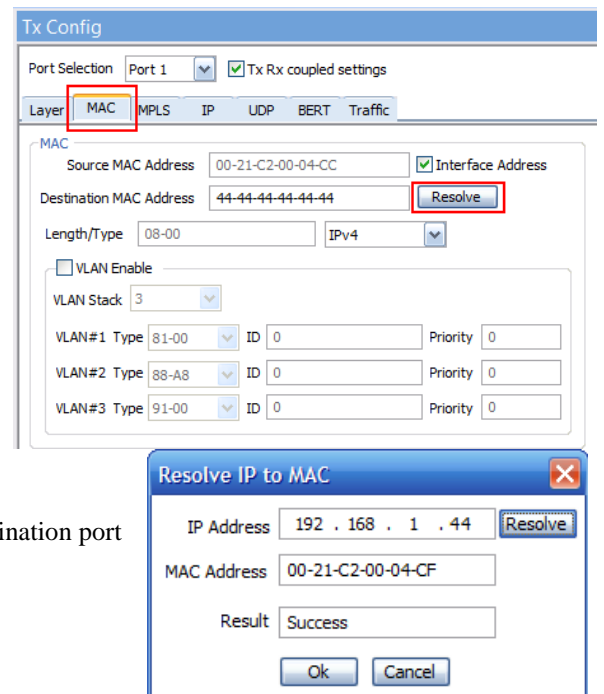 Tx Config
Port Selection Port 1 Tx Rx coupled settings
Layer MAC MPLS IP UDP BERT Traffic
MAC
Source MAC Address 00-21-C2-00-04-CC Interface Address
Destination MAC Address 44-44-44-44-44-44 Resolve
Length/Type 08-00 IPv4
VLAN Enable
VLAN Stack 3
VLAN#1 Type 81-00 ID 0 Priority 0
VLAN#2 Type 88-A8 ID 0 Priority 0
VLAN#3 Type 91-00 ID 0 Priority 0
Resolve IP to MAC
ination port
IP Address 192 . 168 . 1 . 44 Resolve
MAC Address 00-21-C2-00-04-CF
Result Success
Ok Cancel